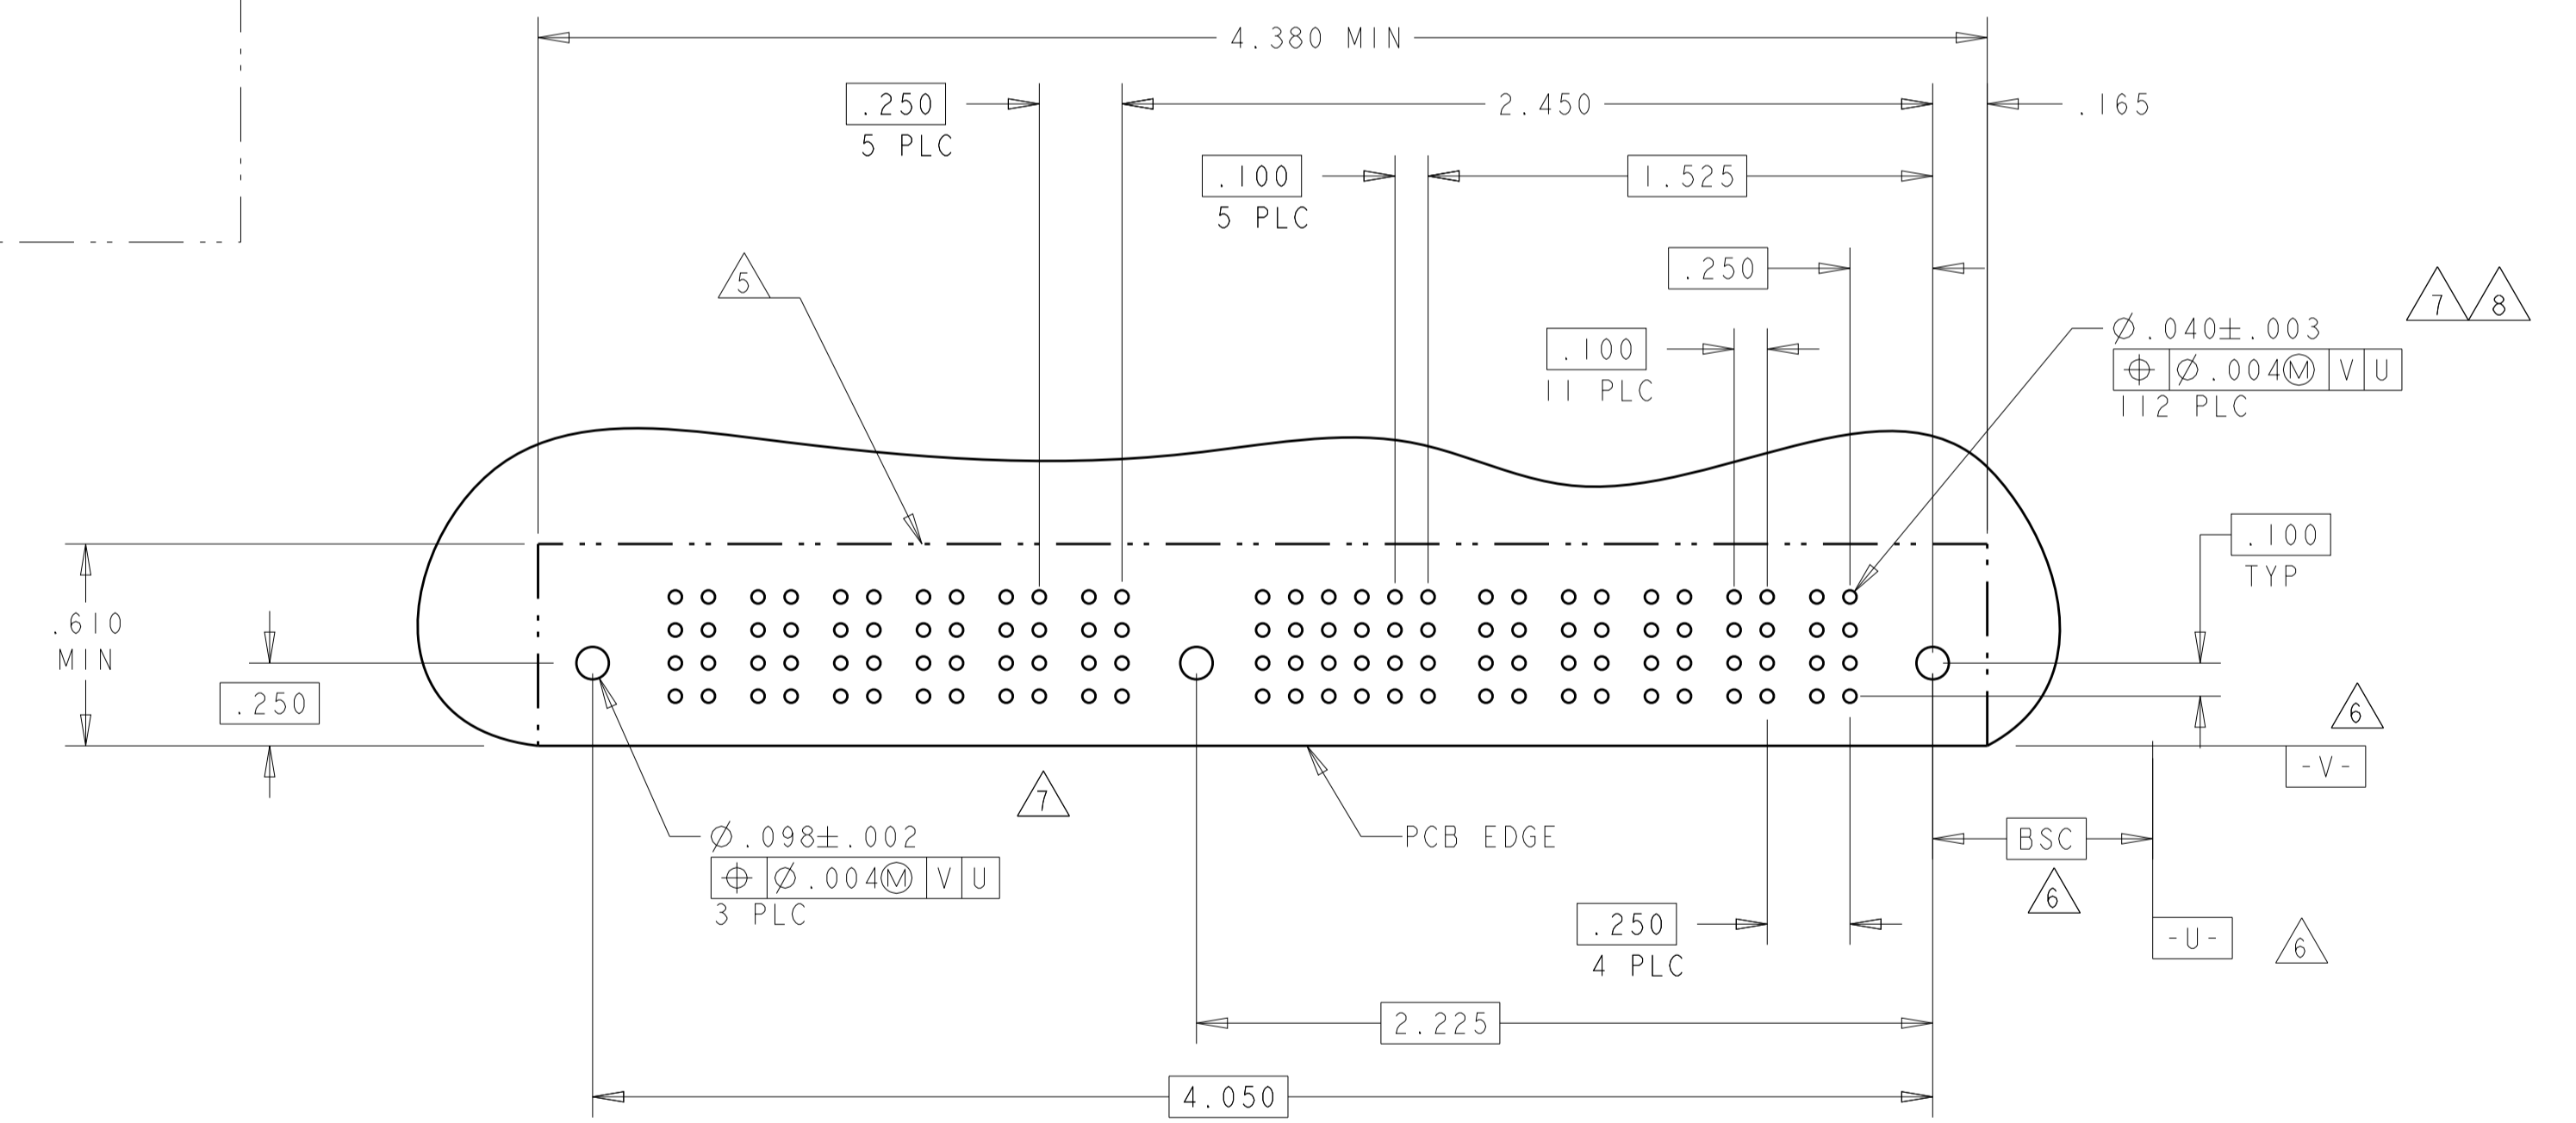 4.380 MIN
.250
5 PLC
2.450
.165
.100
5 PLC
1.525
.250
5
7
8
.100
11 PLC
Ø.040±.003
⌖ Ø.004Ⓜ V U
112 PLC
.100
TYP
.610
MIN
.250
6
-V-
7
Ø.098±.002
⌖ Ø.004Ⓜ V U
3 PLC
PCB EDGE
BSC
6
.250
4 PLC
-U-
6
2.225
4.050